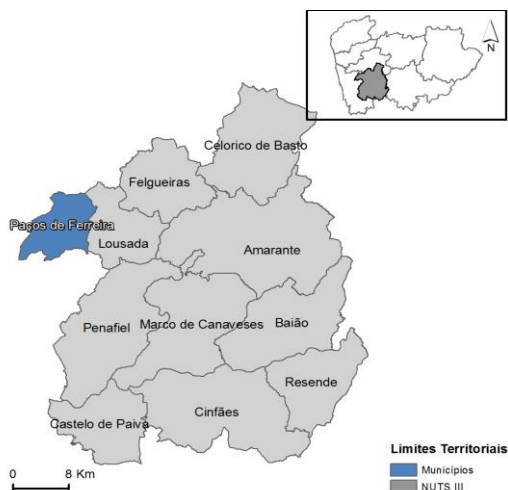 N
Celorico de Basto
Felgueiras
Paços de Ferreira
Lousada
Amarante
Penafiel
Marco de Canaveses
Baião
Resende
Castelo de Paiva
Cinfães
Limites Territoriais
0 8 Km
Municípios
NUTS III